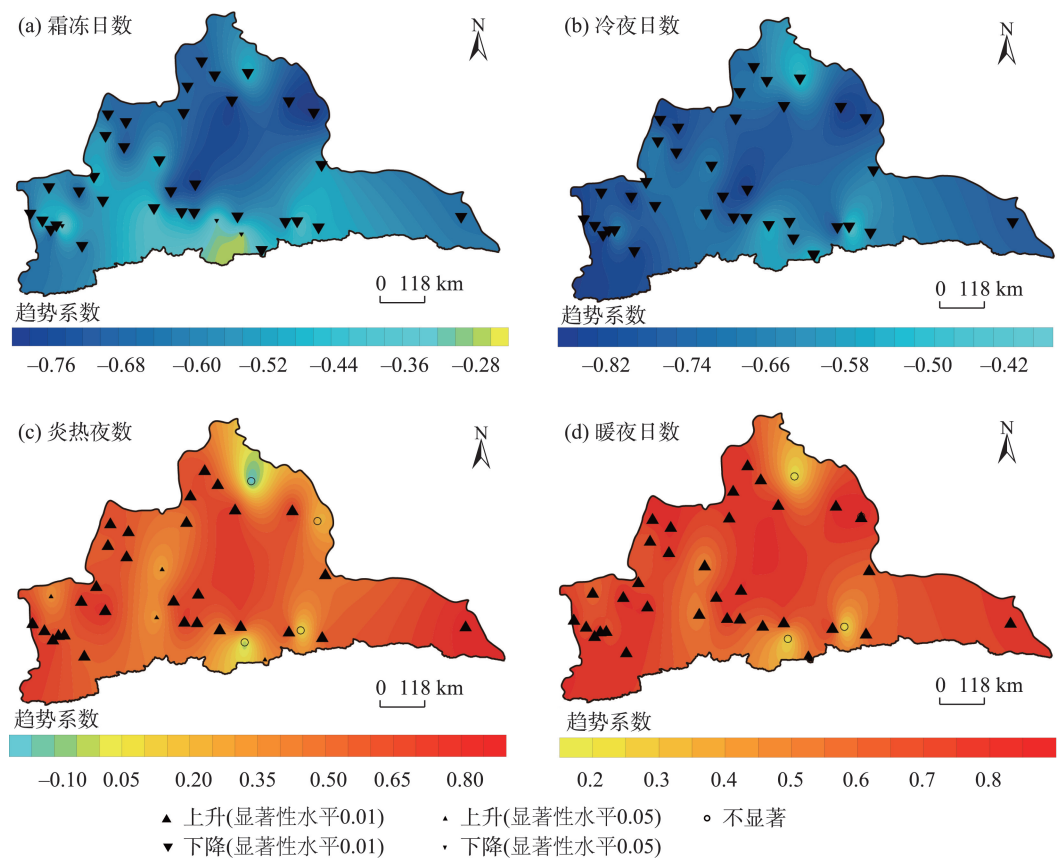 (a) 霜冻日数
N
0 118 km
趋势系数
–0.76 –0.68 –0.60 –0.52 –0.44 –0.36 –0.28
(b) 冷夜日数
N
0 118 km
趋势系数
–0.82 –0.74 –0.66 –0.58 –0.50 –0.42
(c) 炎热夜数
N
0 118 km
趋势系数
–0.10 0.05 0.20 0.35 0.50 0.65 0.80
(d) 暖夜日数
N
0 118 km
趋势系数
0.2 0.3 0.4 0.5 0.6 0.7 0.8
上升(显著性水平0.01) 上升(显著性水平0.05) 不显著
下降(显著性水平0.01) 下降(显著性水平0.05)